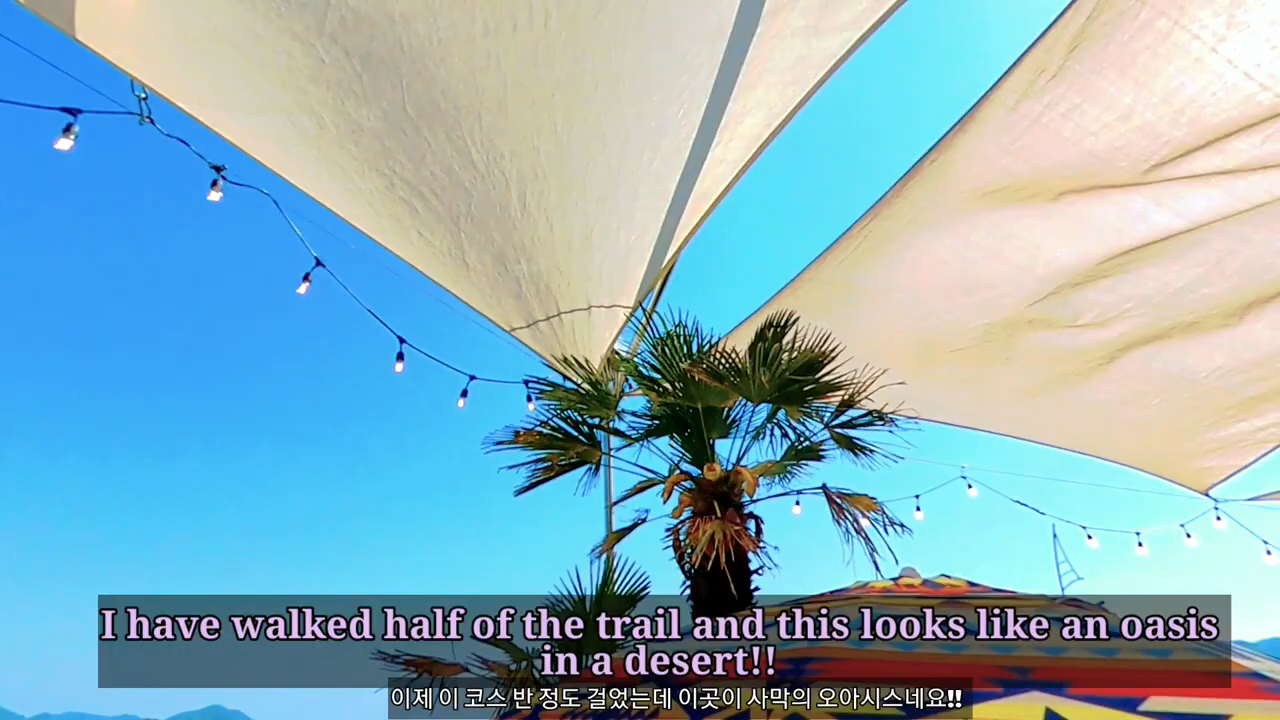 I have walked half of the trail and this looks like an oasis
in a desert!!
이제 이 코스 반 정도 걸었는데 이곳이 사막의 오아시스네요!!